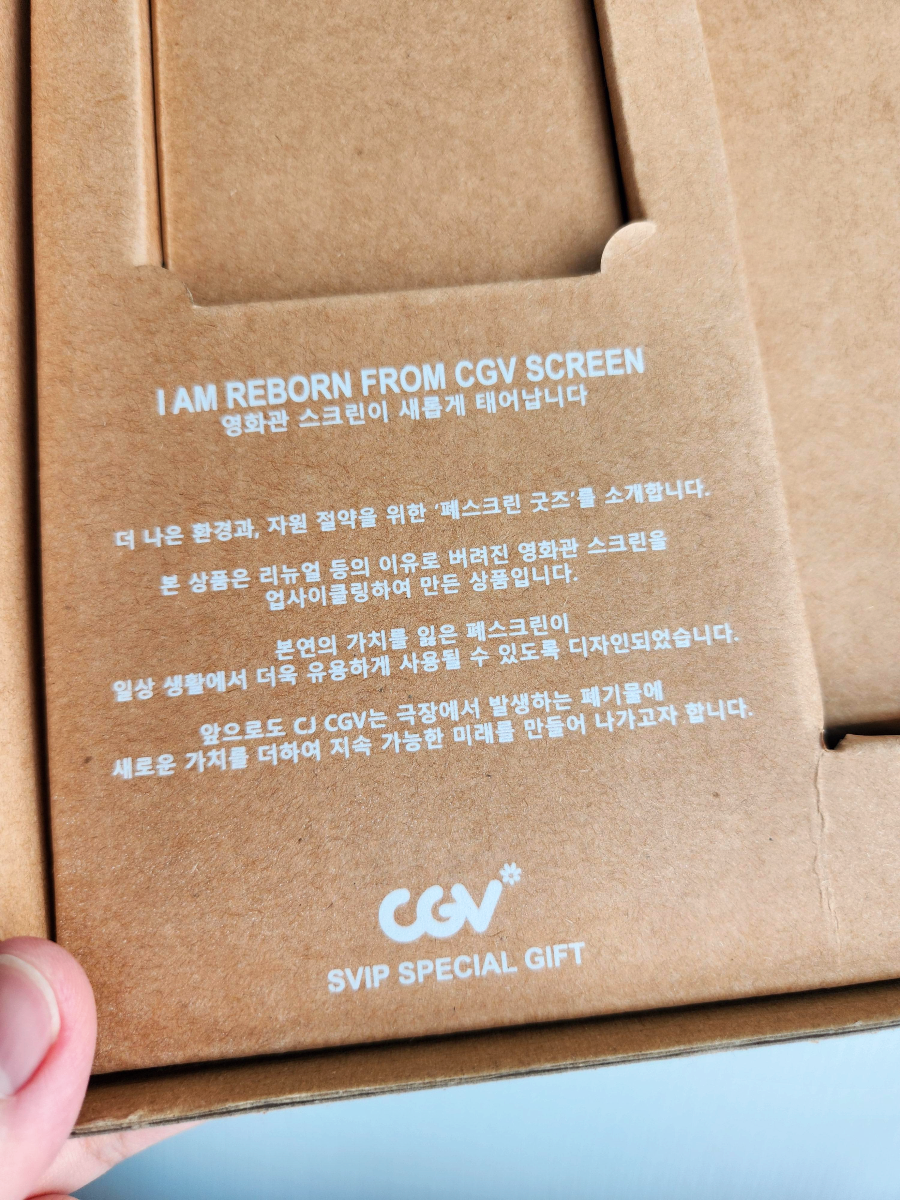 I AM REBORN FROM CGV SCREEN
영화관 스크린이 새롭게 태어납니다
더 나은 환경과, 자원 절약을 위한 '폐스크린 굿즈'를 소개합니다.
본 상품은 리뉴얼 등의 이유로 버려진 영화관 스크린을
업사이클링하여 만든 상품입니다.
본연의 가치를 잃은 폐스크린이
일상 생활에서 더욱 유용하게 사용될 수 있도록 디자인되었습니다.
앞으로도 CJ CGV는 극장에서 발생하는 폐기물에
새로운 가치를 더하여 지속 가능한 미래를 만들어 나가고자 합니다.
CGV
SVIP SPECIAL GIFT